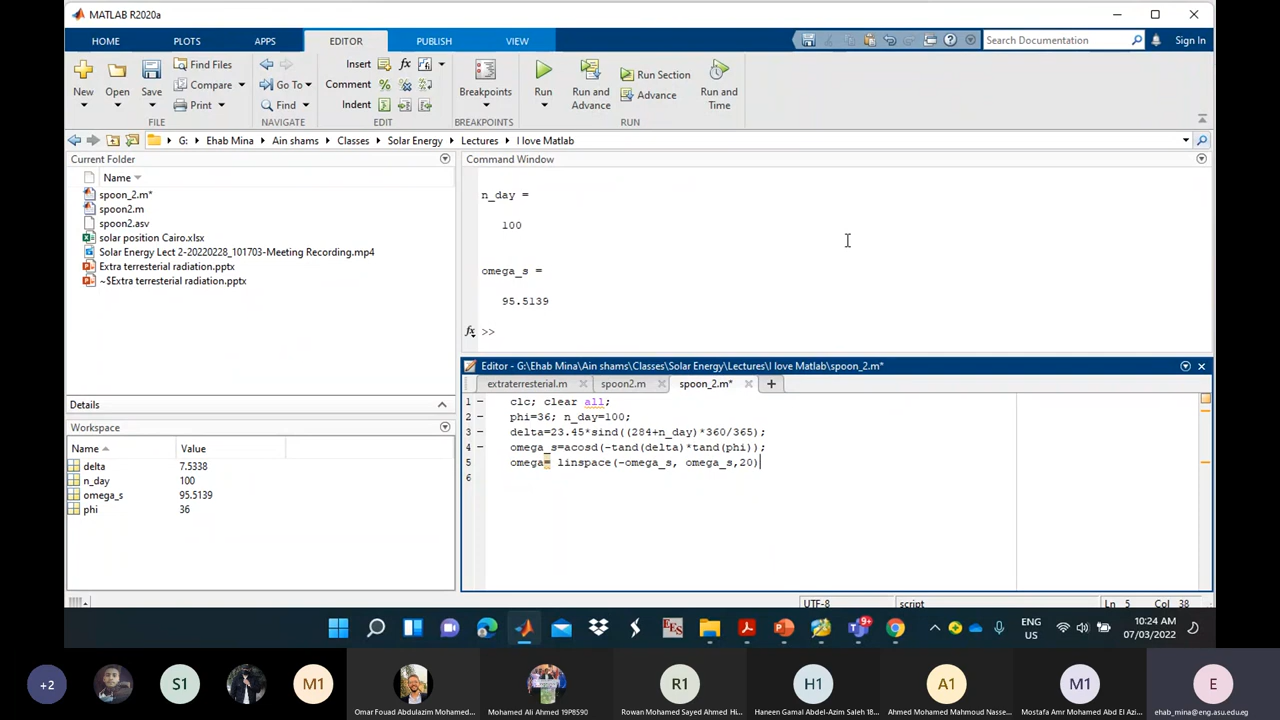 MATLAB R2020a
HOME PLOTS APPS EDITOR PUBLISH VIEW Search Documentation Sign In
New Open Save Find Files Compare Print
FILE
Go To Find
NAVIGATE
Insert fx
Comment
Indent
EDIT
Breakpoints
BREAKPOINTS
Run Run and Advance Run Section Advance Run and Time
RUN
G: Ehab Mina Ain shams Classes Solar Energy Lectures I love Matlab
Current Folder
Name
spoon_2.m*
spoon2.m
spoon2.asv
solar position Cairo.xlsx
Solar Energy Lect 2-20220228_101703-Meeting Recording.mp4
Extra terresterial radiation.pptx
~$Extra terresterial radiation.pptx
Details
Workspace
Name Value
delta 7.5338
n_day 100
omega_s 95.5139
phi 36
Command Window
n_day =
100
omega_s =
95.5139
fx >>
Editor - G:\Ehab Mina\Ain shams\Classes\Solar Energy\Lectures\I love Matlab\spoon_2.m*
extraterresterial.m spoon2.m spoon_2.m*
1 clc; clear all;
2 phi=36; n_day=100;
3 delta=23.45*sind((284+n_day)*360/365);
4 omega_s=acosd(-tand(delta)*tand(phi));
5 omega= linspace(-omega_s, omega_s,20)
6
UTF-8 script Ln 5 Col 38
EES 9+ ENG US 10:24 AM 07/03/2022
+2 S1 M1 R1 H1 A1 M1 E
Omar Fouad Abdulazim Mohamed... Mohamed Ali Ahmed 19P8590 Rowan Mohamed Sayed Ahmed Hi... Haneen Gamal Abdel-Azim Salem 18... Ahmed Mohamed Mahmoud Nasse... Mostafa Amr Mohamed Abd El Azi... ehab_mina@eng.asu.edu.eg